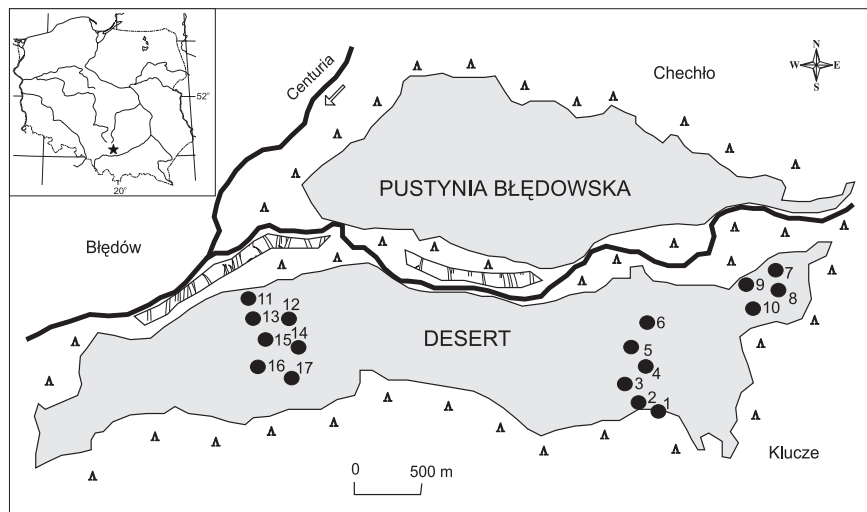 52°
20°
Centuria
Chechło
N
W E
S
PUSTYNIA BŁĘDOWSKA
Błędów
DESERT
7
9
8
10
11
12
13
14
15
16
17
6
5
4
3
2
1
Klucze
0 500 m